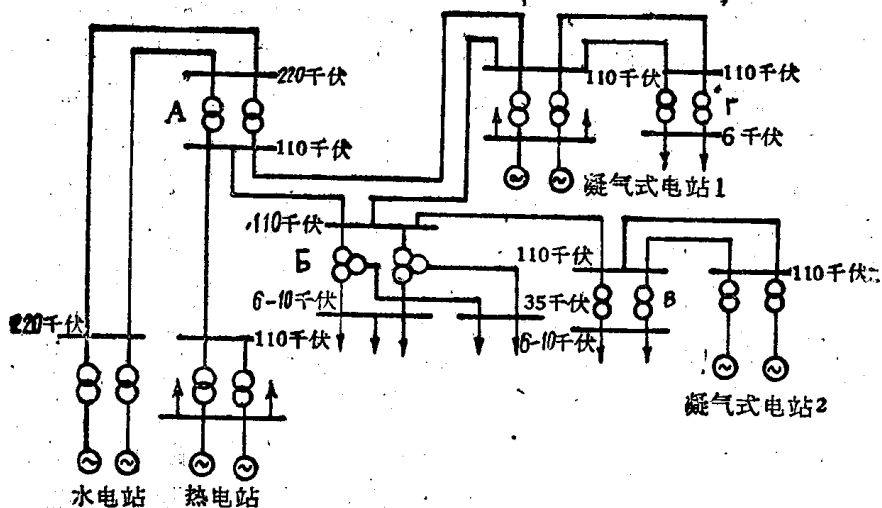 220千伏
A
110千伏
110千伏
110千伏
Г
6千伏
凝气式电站1
110千伏
Б
6-10千伏
35千伏
110千伏
В
6-10千伏
110千伏
凝气式电站2
220千伏
110千伏
水电站
热电站